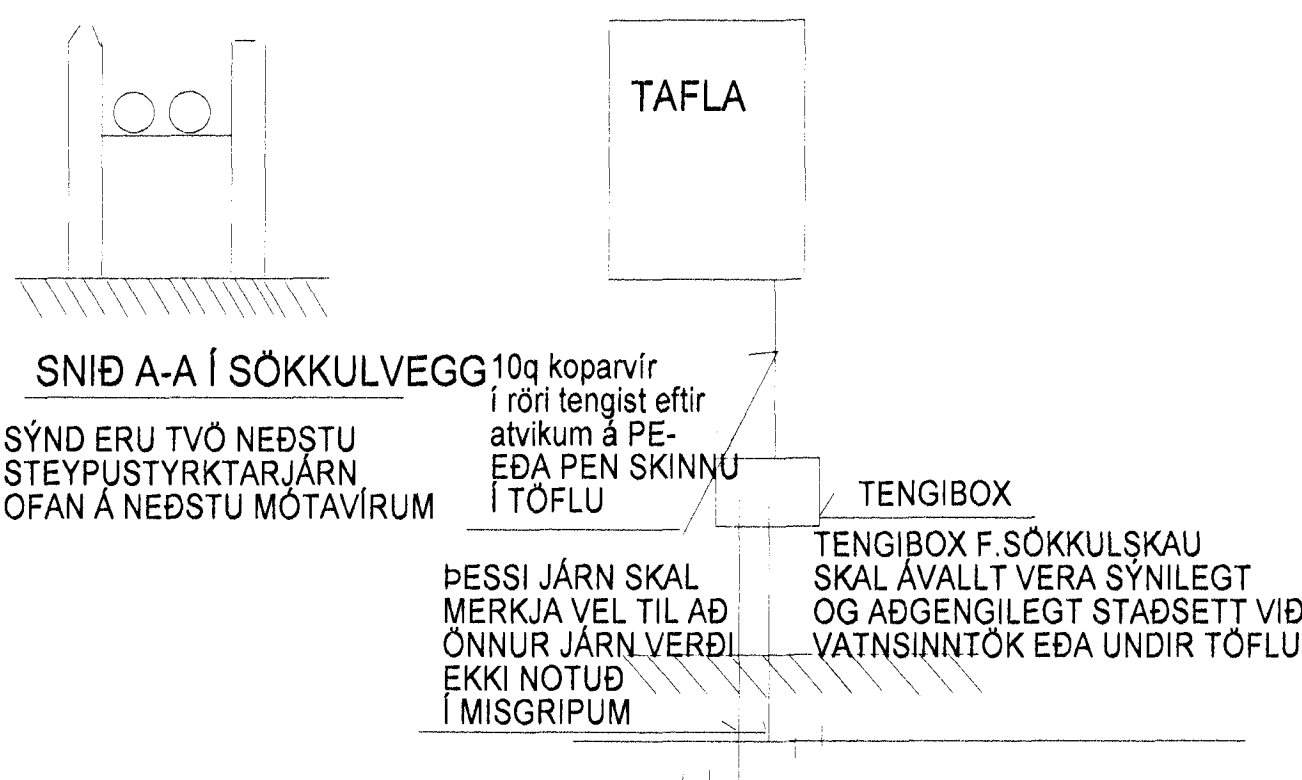 TAFLA
SNIÐ A-A Í SÖKKULVEGG
SÝND ERU TVÖ NEÐSTU
STEYPUSTYRKTARJÁRN
OFAN Á NEÐSTU MÓTAVÍRUM
10q koparvír
í röri tengist eftir
atvikum á PE-
EÐA PEN SKINNU
Í TÖFLU
TENGIBOX
TENGIBOX F.SÖKKULSKAU
SKAL ÁVALLT VERA SÝNILEGT
OG AÐGENGILEGT STAÐSETT VIÐ
VATNSINNTÖK EÐA UNDIR TÖFLU
ÞESSI JÁRN SKAL
MERKJA VEL TIL AÐ
ÖNNUR JÁRN VERÐI
EKKI NOTUÐ
Í MISGRIPUM